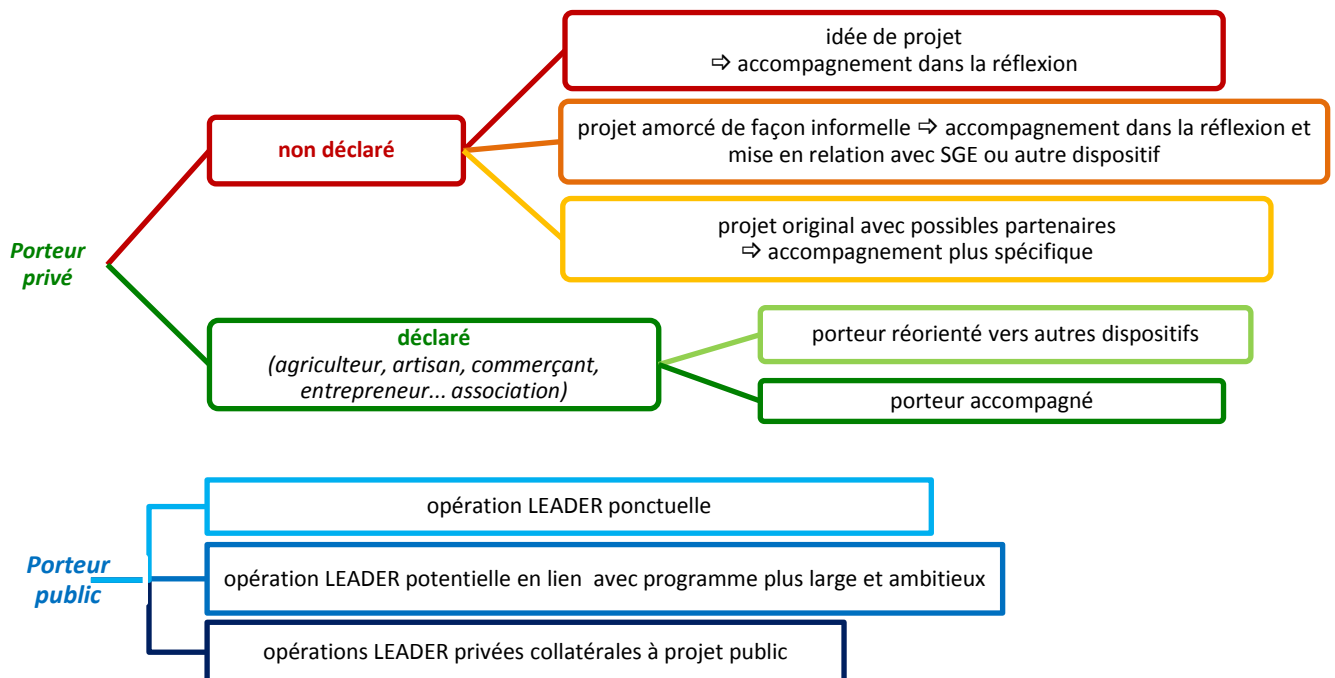 idée de projet
⇨ accompagnement dans la réflexion
non déclaré
projet amorcé de façon informelle ⇨ accompagnement dans la réflexion et
mise en relation avec SGE ou autre dispositif
projet original avec possibles partenaires
⇨ accompagnement plus spécifique
Porteur
privé
déclaré
(agriculteur, artisan, commerçant,
entrepreneur... association)
porteur réorienté vers autres dispositifs
porteur accompagné
opération LEADER ponctuelle
Porteur
public
opération LEADER potentielle en lien  avec programme plus large et ambitieux
opérations LEADER privées collatérales à projet public